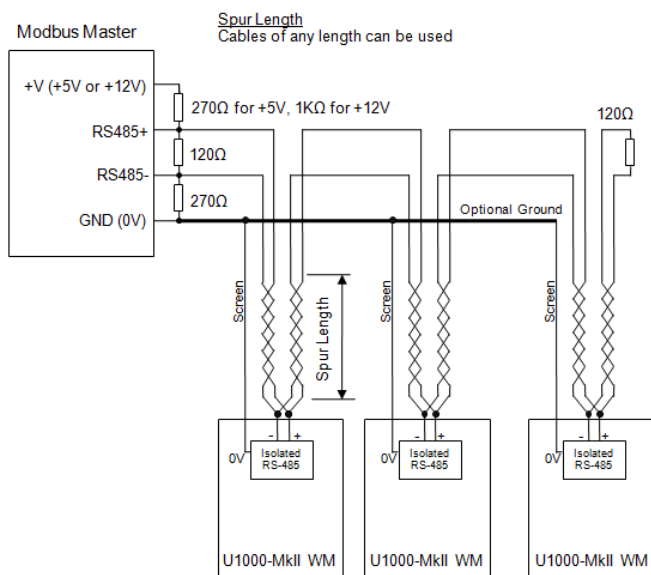 Spur Length
Cables of any length can be used
Modbus Master
+V (+5V or +12V)
270Ω for +5V, 1KΩ for +12V
120Ω
RS485+
120Ω
RS485-
270Ω
GND (0V)
Optional Ground
Screen
Spur Length
Screen
Screen
- +
- +
- +
0V
Isolated
RS-485
0V
Isolated
RS-485
0V
Isolated
RS-485
U1000-MkII WM
U1000-MkII WM
U1000-MkII WM